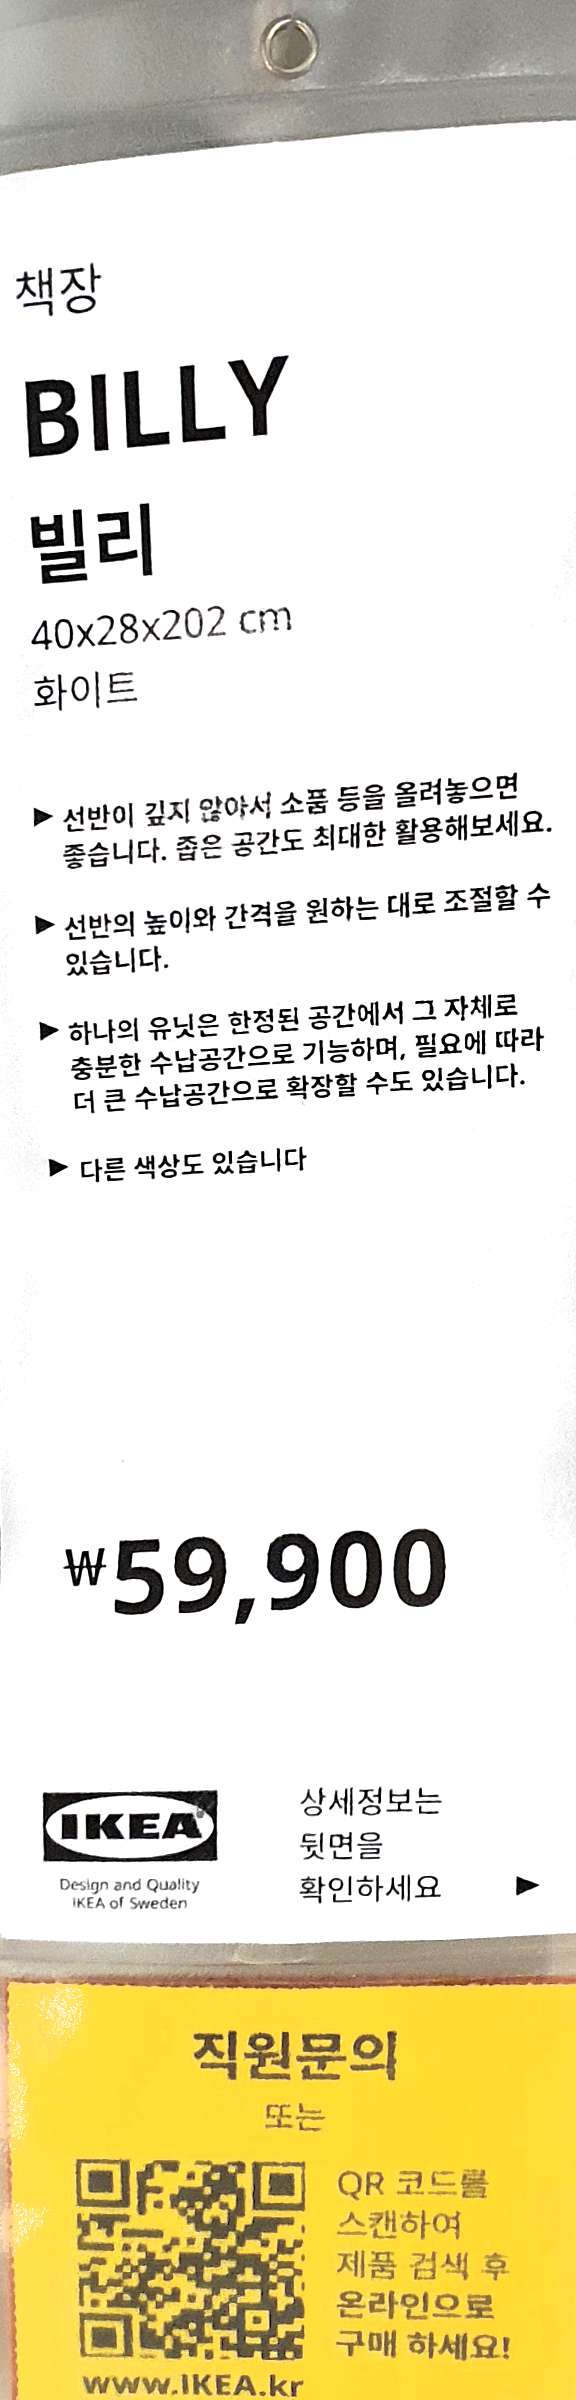 책장
BILLY
빌리
40x28x202 cm
화이트
▶ 선반이 깊지 않아서 소품 등을 올려놓으면
좋습니다. 좁은 공간도 최대한 활용해보세요.
▶ 선반의 높이와 간격을 원하는 대로 조절할 수
있습니다.
▶ 하나의 유닛은 한정된 공간에서 그 자체로
충분한 수납공간으로 기능하며, 필요에 따라
더 큰 수납공간으로 확장할 수도 있습니다.
▶ 다른 색상도 있습니다
₩59,900
IKEA
Design and Quality
IKEA of Sweden
상세정보는
뒷면을
확인하세요 ▶
직원문의
또는
QR 코드를
스캔하여
제품 검색 후
온라인으로
구매 하세요!
www.IKEA.kr